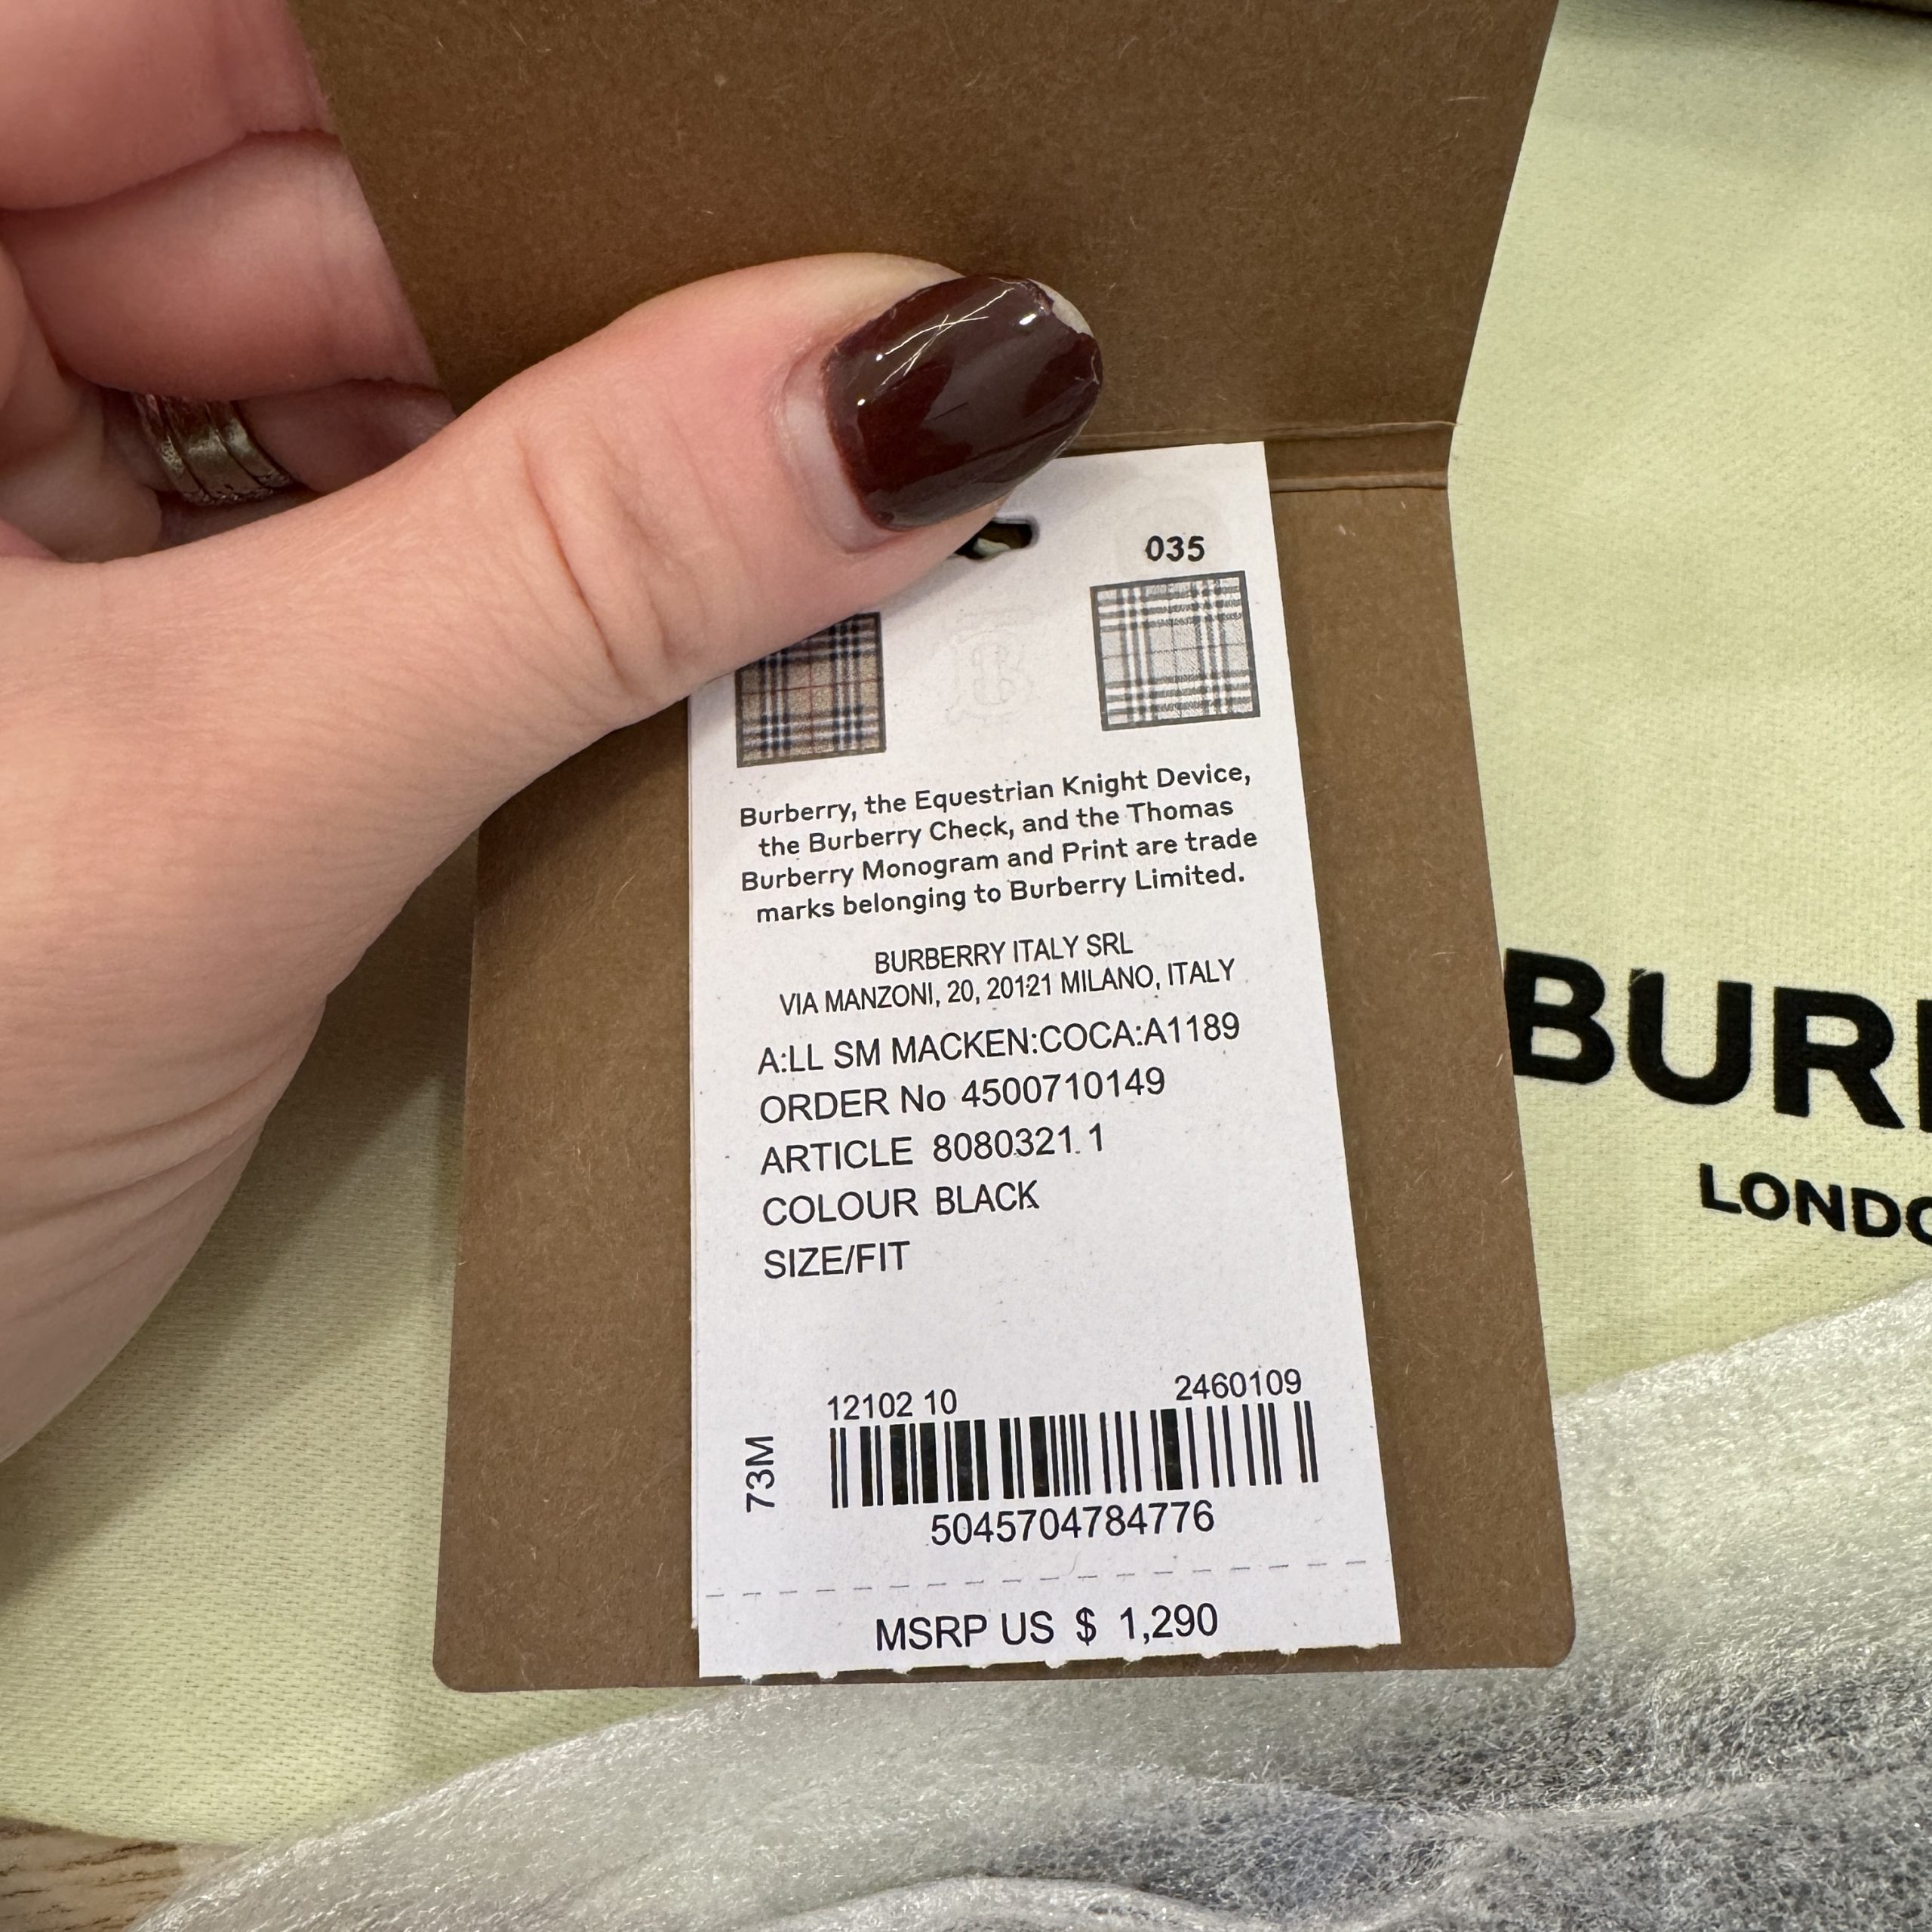 035
Burberry, the Equestrian Knight Device,
the Burberry Check, and the Thomas
Burberry Monogram and Print are trade
marks belonging to Burberry Limited.
BURBERRY ITALY SRL
VIA MANZONI, 20, 20121 MILANO, ITALY
A:LL SM MACKEN:COCA:A1189
ORDER No 4500710149
ARTICLE 8080321 1
COLOUR BLACK
SIZE/FIT
12102 10 2460109
73M
5045704784776
MSRP US $ 1,290
BUR
LONDO